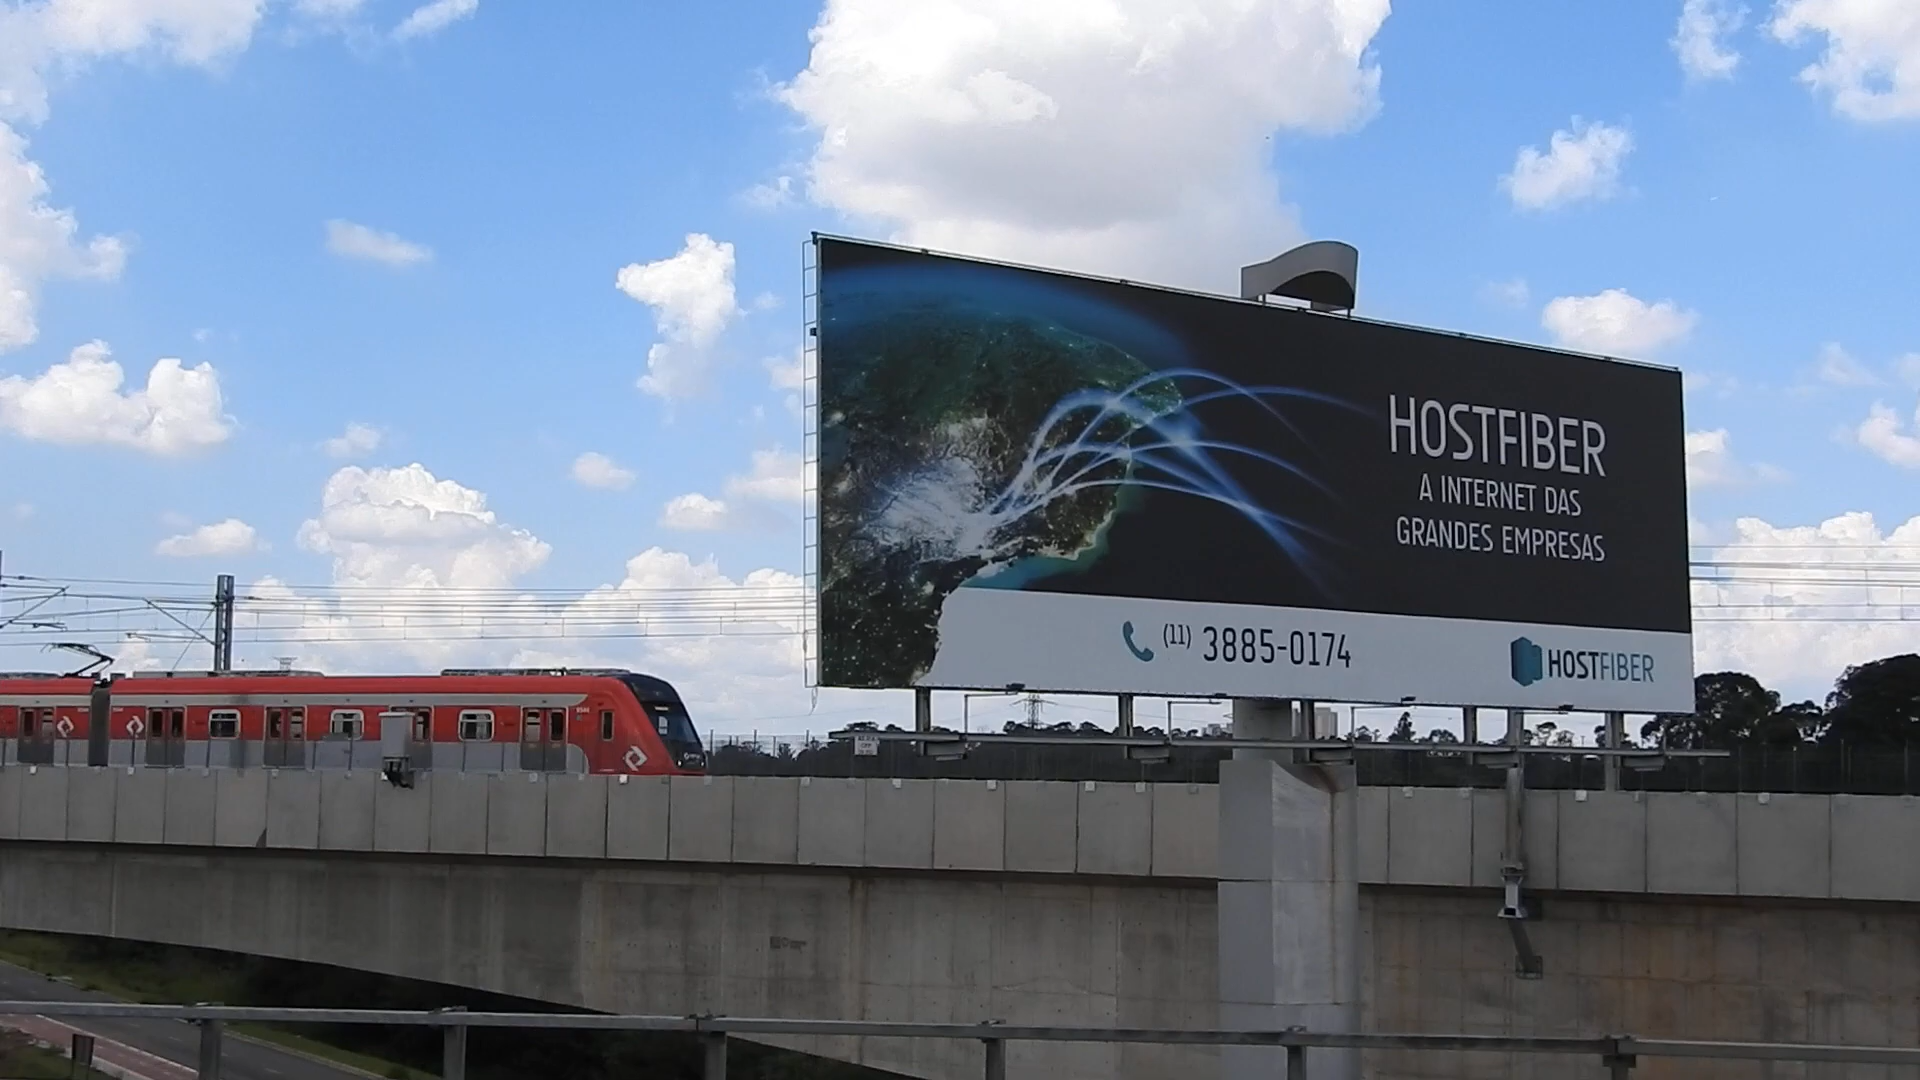 HOSTFIBER
A INTERNET DAS
GRANDES EMPRESAS
(11) 3885-0174
HOSTFIBER